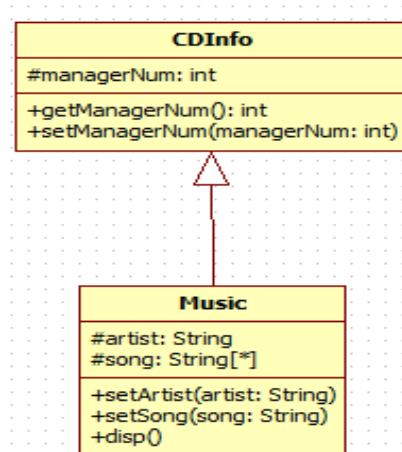 CDInfo
#managerNum: int
+getManagerNum(): int
+setManagerNum(managerNum: int)
Music
#artist: String
#song: String[*]
+setArtist(artist: String)
+setSong(song: String)
+disp()